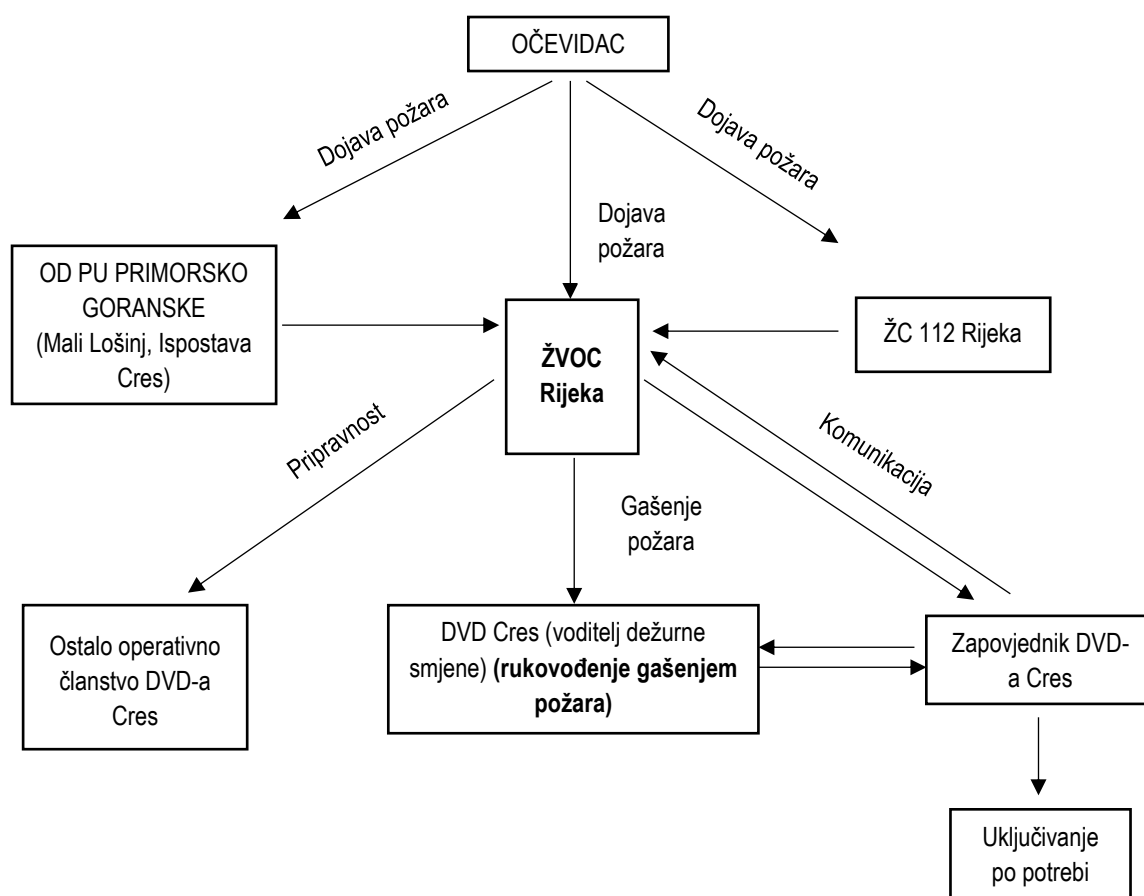 OČEVIDAC
Dojava požara
Dojava požara
Dojava
požara
OD PU PRIMORSKO
GORANSKE
(Mali Lošinj, Ispostava
Cres)
ŽVOC
Rijeka
ŽC 112 Rijeka
Pripravnost
Komunikacija
Gašenje
požara
Ostalo operativno
članstvo DVD-a
Cres
DVD Cres (voditelj dežurne
smjene) (rukovođenje gašenjem
požara)
Zapovjednik DVD-
a Cres
Uključivanje
po potrebi